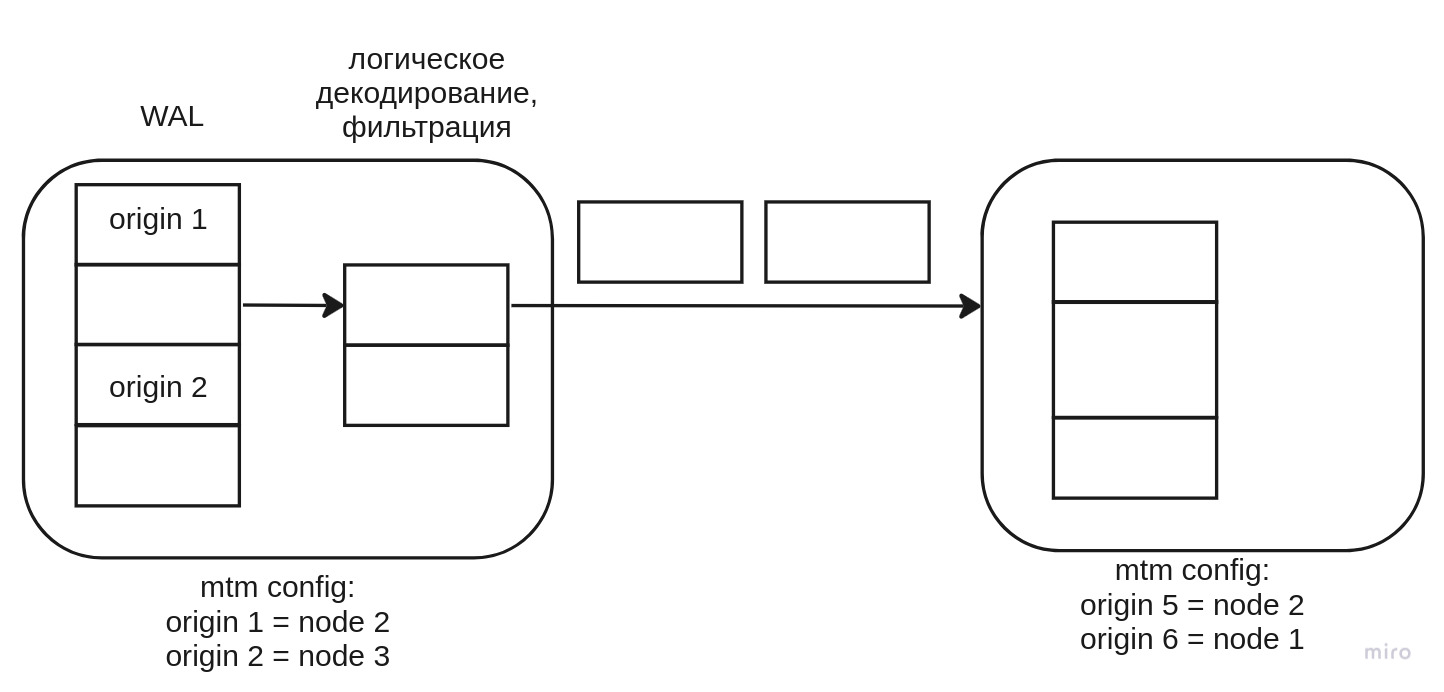 WAL
логическое
декодирование,
фильтрация
origin 1
origin 2
mtm config:
origin 1 = node 2
origin 2 = node 3
mtm config:
origin 5 = node 2
origin 6 = node 1
miro